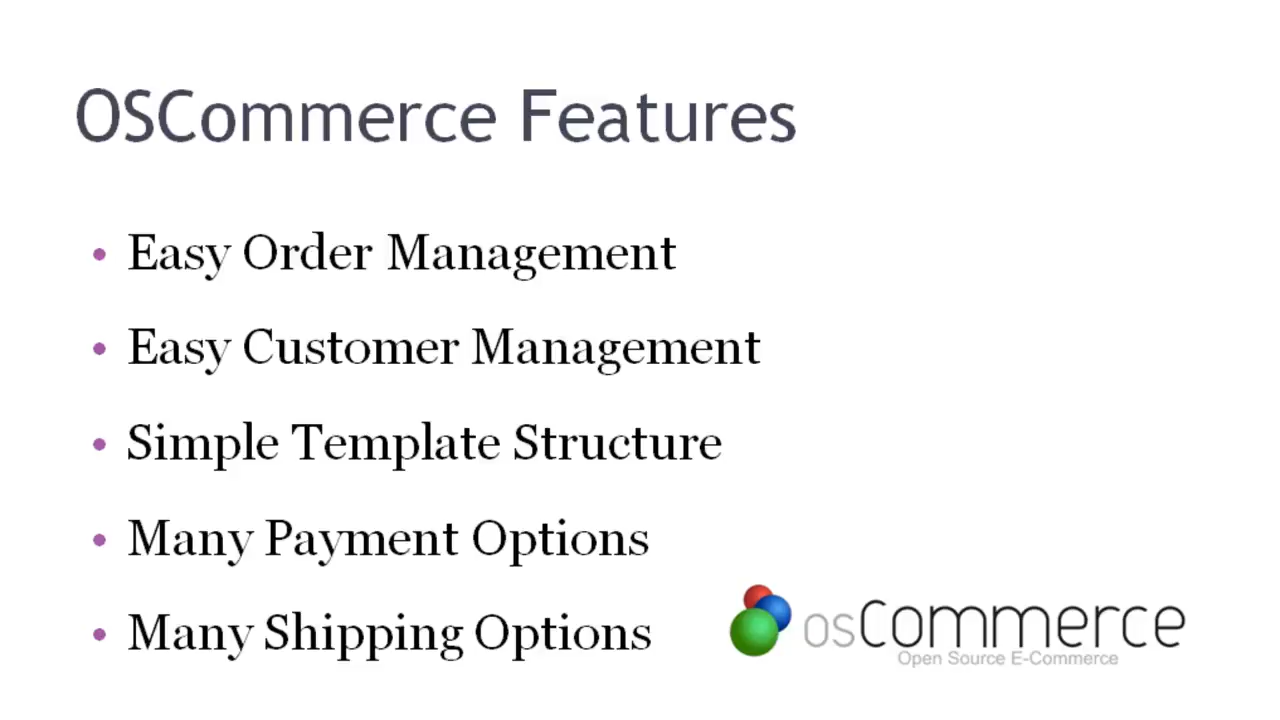 OSCommerce Features
• Easy Order Management
• Easy Customer Management
• Simple Template Structure
• Many Payment Options
• Many Shipping Options
osCommerce
Open Source E-Commerce